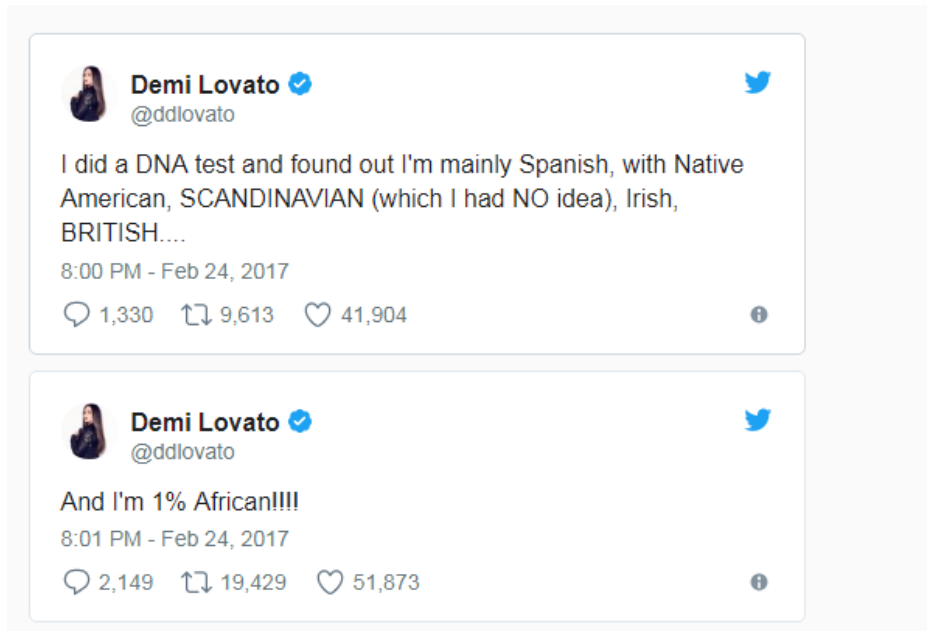 Demi Lovato
@ddlovato
I did a DNA test and found out I'm mainly Spanish, with Native
American, SCANDINAVIAN (which I had NO idea), Irish,
BRITISH....
8:00 PM - Feb 24, 2017
1,330 9,613 41,904
Demi Lovato
@ddlovato
And I'm 1% African!!!!
8:01 PM - Feb 24, 2017
2,149 19,429 51,873